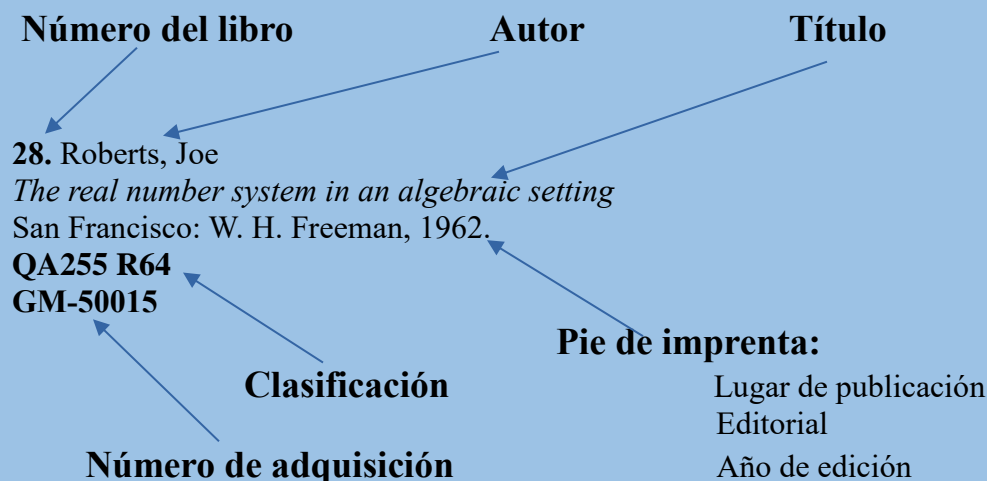 Número del libro Autor Título
28. Roberts, Joe
The real number system in an algebraic setting
San Francisco: W. H. Freeman, 1962.
QA255 R64
GM-50015
Pie de imprenta:
Clasificación
Lugar de publicación
Editorial
Número de adquisición
Año de edición